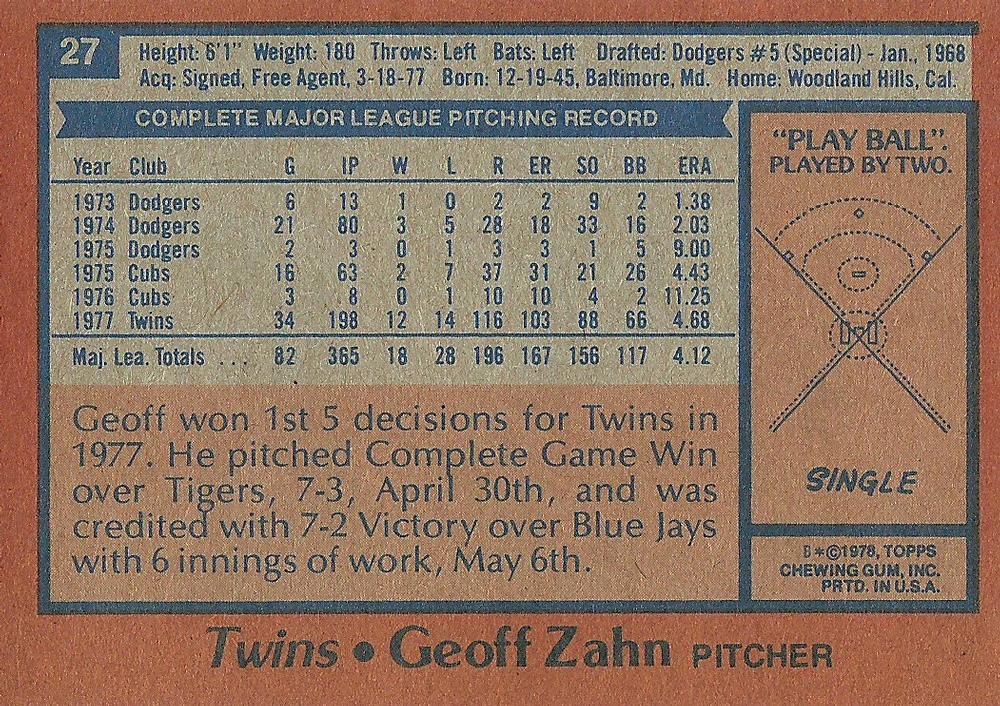 27
Height: 6'1" Weight: 180 Throws: Left Bats: Left Drafted: Dodgers #5 (Special) - Jan., 1968
Acq: Signed, Free Agent, 3-18-77 Born: 12-19-45, Baltimore, Md. Home: Woodland Hills, Cal.
COMPLETE MAJOR LEAGUE PITCHING RECORD
Year Club G IP W L R ER SO BB ERA
1973 Dodgers 6 13 1 0 2 2 9 2 1.38
1974 Dodgers 21 80 3 5 28 18 33 16 2.03
1975 Dodgers 2 3 0 1 3 3 1 5 9.00
1975 Cubs 16 63 2 7 37 31 21 26 4.43
1976 Cubs 3 8 0 1 10 10 4 2 11.25
1977 Twins 34 198 12 14 116 103 88 66 4.68
Maj. Lea. Totals ... 82 365 18 28 196 167 156 117 4.12
Geoff won 1st 5 decisions for Twins in
1977. He pitched Complete Game Win
over Tigers, 7-3, April 30th, and was
credited with 7-2 Victory over Blue Jays
with 6 innings of work, May 6th.
"PLAY BALL".
PLAYED BY TWO.
SINGLE
B*©1978, TOPPS
CHEWING GUM, INC.
PRTD. IN U.S.A.
Twins • Geoff Zahn PITCHER